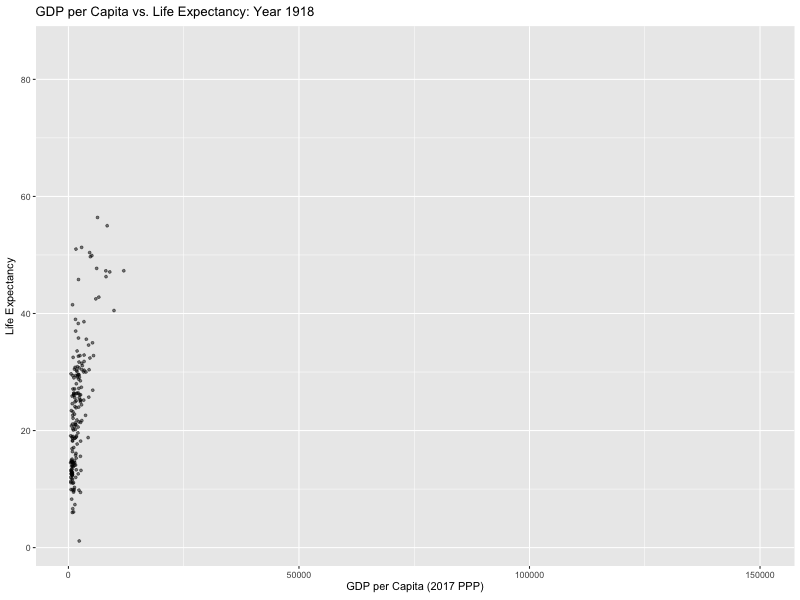 GDP per Capita vs. Life Expectancy: Year 1918
80
60
40
20
0
Life Expectancy
0 50000 100000 150000
GDP per Capita (2017 PPP)